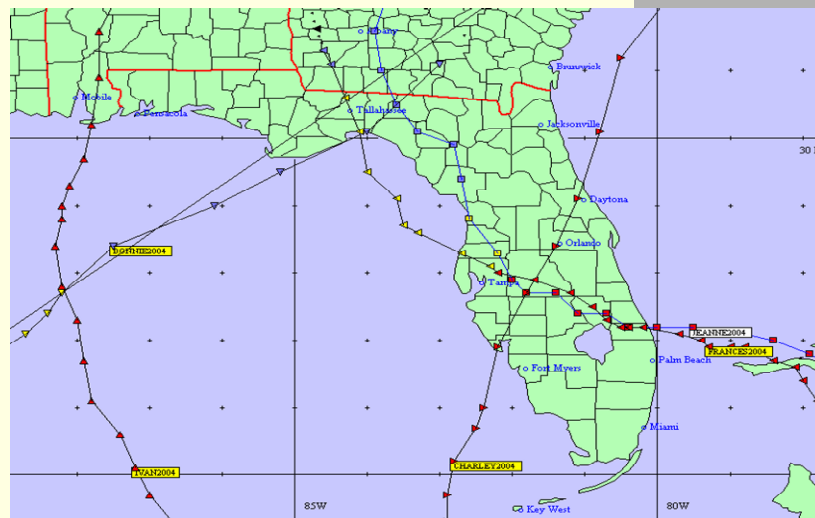 Albany
Brunswick
Mobile
Pensacola
Tallahassee
Jacksonville
30
Daytona
Orlando
BONNIE2004
Tampa
JEANNE2004
FRANCES2004
Palm Beach
Fort Myers
Miami
IVAN2004
CHARLEY2004
85W
80W
Key West